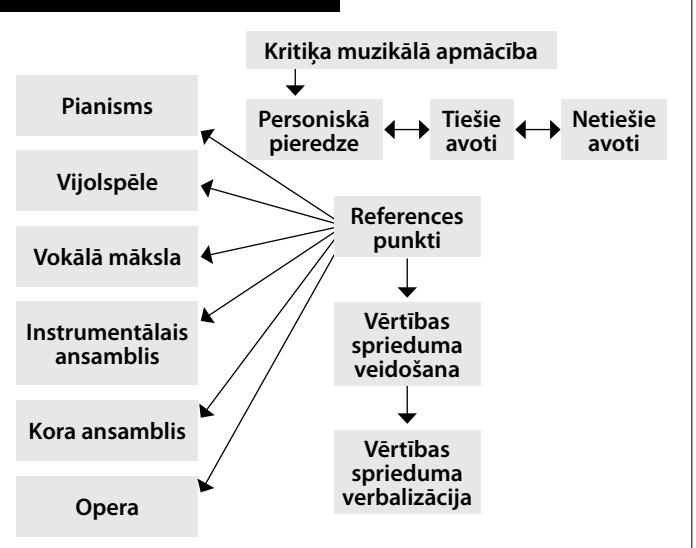 Kritiķa muzikālā apmācība
Personiskā
pieredze
Tiešie
avoti
Netiešie
avoti
Pianisms
Vijolspēle
Vokālā māksla
Instrumentālais
ansamblis
Kora ansamblis
Opera
References
punkti
Vērtības
sprieduma
veidošana
Vērtības
sprieduma
verbalizācija